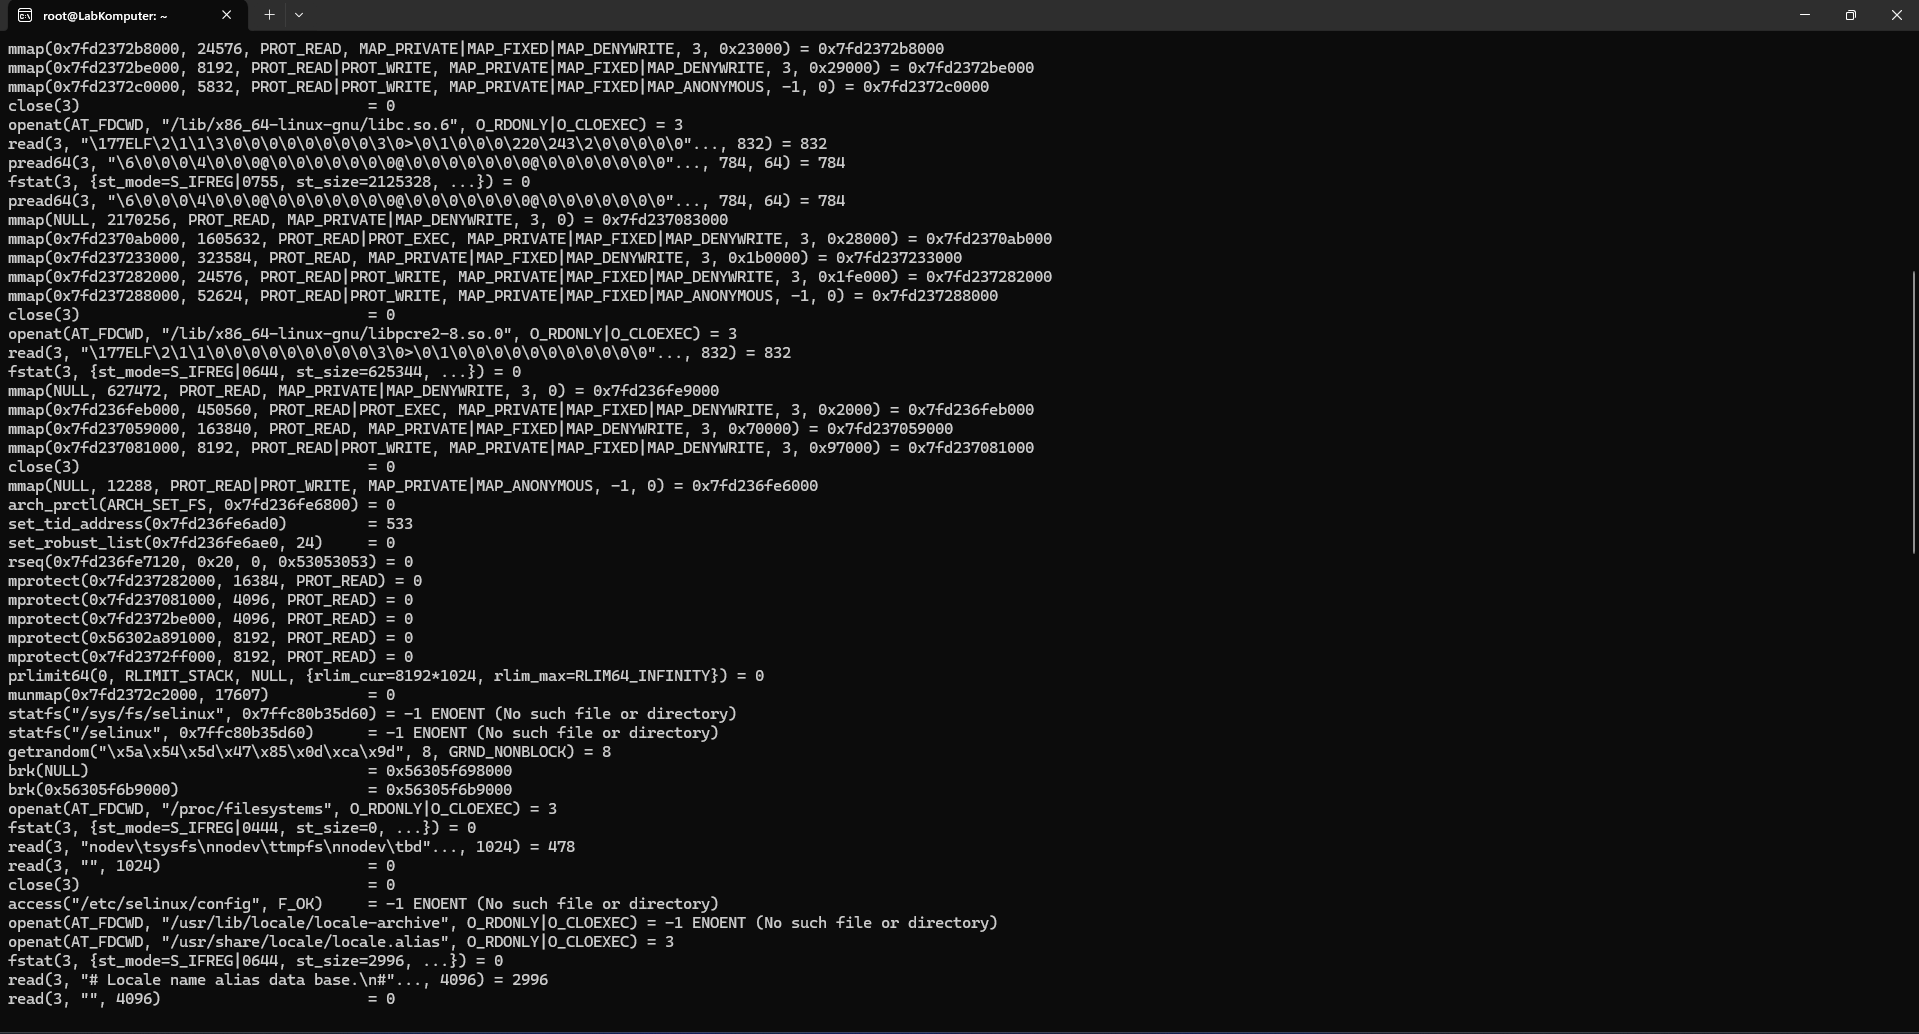 root@LabKomputer: ~
mmap(0x7fd2372b8000, 24576, PROT_READ, MAP_PRIVATE|MAP_FIXED|MAP_DENYWRITE, 3, 0x23000) = 0x7fd2372b8000
mmap(0x7fd2372be000, 8192, PROT_READ|PROT_WRITE, MAP_PRIVATE|MAP_FIXED|MAP_DENYWRITE, 3, 0x29000) = 0x7fd2372be000
mmap(0x7fd2372c0000, 5832, PROT_READ|PROT_WRITE, MAP_PRIVATE|MAP_FIXED|MAP_ANONYMOUS, -1, 0) = 0x7fd2372c0000
close(3)                                = 0
openat(AT_FDCWD, "/lib/x86_64-linux-gnu/libc.so.6", O_RDONLY|O_CLOEXEC) = 3
read(3, "\177ELF\2\1\1\3\0\0\0\0\0\0\0\0\3\0>\0\1\0\0\0\220\243\2\0\0\0\0\0"..., 832) = 832
pread64(3, "\6\0\0\0\4\0\0\0@\0\0\0\0\0\0\0@\0\0\0\0\0\0\0@\0\0\0\0\0\0\0"..., 784, 64) = 784
fstat(3, {st_mode=S_IFREG|0755, st_size=2125328, ...}) = 0
pread64(3, "\6\0\0\0\4\0\0\0@\0\0\0\0\0\0\0@\0\0\0\0\0\0\0@\0\0\0\0\0\0\0"..., 784, 64) = 784
mmap(NULL, 2170256, PROT_READ, MAP_PRIVATE|MAP_DENYWRITE, 3, 0) = 0x7fd237083000
mmap(0x7fd2370ab000, 1605632, PROT_READ|PROT_EXEC, MAP_PRIVATE|MAP_FIXED|MAP_DENYWRITE, 3, 0x28000) = 0x7fd2370ab000
mmap(0x7fd237233000, 323584, PROT_READ, MAP_PRIVATE|MAP_FIXED|MAP_DENYWRITE, 3, 0x1b0000) = 0x7fd237233000
mmap(0x7fd237282000, 24576, PROT_READ|PROT_WRITE, MAP_PRIVATE|MAP_FIXED|MAP_DENYWRITE, 3, 0x1fe000) = 0x7fd237282000
mmap(0x7fd237288000, 52624, PROT_READ|PROT_WRITE, MAP_PRIVATE|MAP_FIXED|MAP_ANONYMOUS, -1, 0) = 0x7fd237288000
close(3)                                = 0
openat(AT_FDCWD, "/lib/x86_64-linux-gnu/libpcre2-8.so.0", O_RDONLY|O_CLOEXEC) = 3
read(3, "\177ELF\2\1\1\0\0\0\0\0\0\0\0\0\3\0>\0\1\0\0\0\0\0\0\0\0\0\0\0"..., 832) = 832
fstat(3, {st_mode=S_IFREG|0644, st_size=625344, ...}) = 0
mmap(NULL, 627472, PROT_READ, MAP_PRIVATE|MAP_DENYWRITE, 3, 0) = 0x7fd236fe9000
mmap(0x7fd236feb000, 450560, PROT_READ|PROT_EXEC, MAP_PRIVATE|MAP_FIXED|MAP_DENYWRITE, 3, 0x2000) = 0x7fd236feb000
mmap(0x7fd237059000, 163840, PROT_READ, MAP_PRIVATE|MAP_FIXED|MAP_DENYWRITE, 3, 0x70000) = 0x7fd237059000
mmap(0x7fd237081000, 8192, PROT_READ|PROT_WRITE, MAP_PRIVATE|MAP_FIXED|MAP_DENYWRITE, 3, 0x97000) = 0x7fd237081000
close(3)                                = 0
mmap(NULL, 12288, PROT_READ|PROT_WRITE, MAP_PRIVATE|MAP_ANONYMOUS, -1, 0) = 0x7fd236fe6000
arch_prctl(ARCH_SET_FS, 0x7fd236fe6800) = 0
set_tid_address(0x7fd236fe6ad0)         = 533
set_robust_list(0x7fd236fe6ae0, 24)     = 0
rseq(0x7fd236fe7120, 0x20, 0, 0x53053053) = 0
mprotect(0x7fd237282000, 16384, PROT_READ) = 0
mprotect(0x7fd237081000, 4096, PROT_READ) = 0
mprotect(0x7fd2372be000, 4096, PROT_READ) = 0
mprotect(0x56302a891000, 8192, PROT_READ) = 0
mprotect(0x7fd2372ff000, 8192, PROT_READ) = 0
prlimit64(0, RLIMIT_STACK, NULL, {rlim_cur=8192*1024, rlim_max=RLIM64_INFINITY}) = 0
munmap(0x7fd2372c2000, 17607)           = 0
statfs("/sys/fs/selinux", 0x7ffc80b35d60) = -1 ENOENT (No such file or directory)
statfs("/selinux", 0x7ffc80b35d60)      = -1 ENOENT (No such file or directory)
getrandom("\x5a\x54\x5d\x47\x85\x0d\xca\x9d", 8, GRND_NONBLOCK) = 8
brk(NULL)                               = 0x56305f698000
brk(0x56305f6b9000)                     = 0x56305f6b9000
openat(AT_FDCWD, "/proc/filesystems", O_RDONLY|O_CLOEXEC) = 3
fstat(3, {st_mode=S_IFREG|0444, st_size=0, ...}) = 0
read(3, "nodev\tsysfs\nnodev\ttmpfs\nnodev\tbd"..., 1024) = 478
read(3, "", 1024)                       = 0
close(3)                                = 0
access("/etc/selinux/config", F_OK)     = -1 ENOENT (No such file or directory)
openat(AT_FDCWD, "/usr/lib/locale/locale-archive", O_RDONLY|O_CLOEXEC) = -1 ENOENT (No such file or directory)
openat(AT_FDCWD, "/usr/share/locale/locale.alias", O_RDONLY|O_CLOEXEC) = 3
fstat(3, {st_mode=S_IFREG|0644, st_size=2996, ...}) = 0
read(3, "# Locale name alias data base.\n#"..., 4096) = 2996
read(3, "", 4096)                       = 0